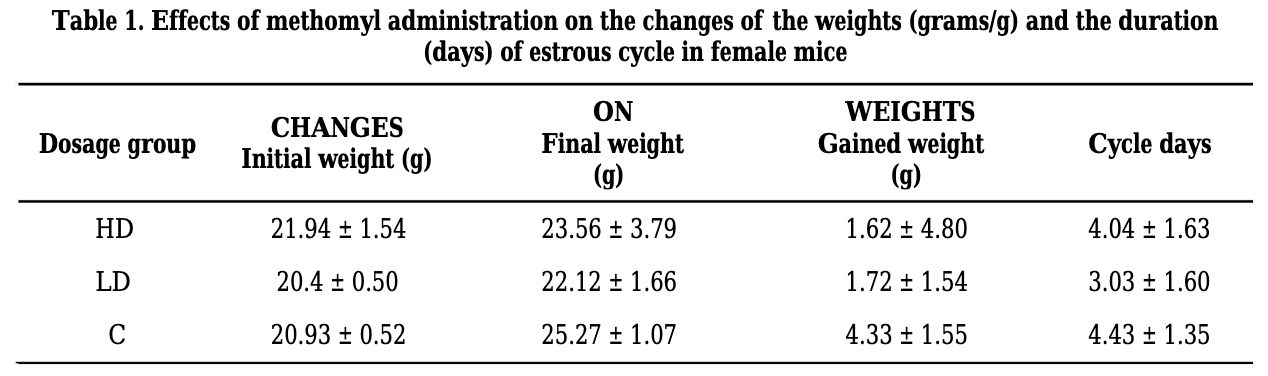 Table 1. Effects of methomyl administration on the changes of the weights (grams/g) and the duration
(days) of estrous cycle in female mice
Dosage group CHANGES Initial weight (g) ON Final weight (g) WEIGHTS Gained weight (g) Cycle days
HD 21.94 ± 1.54 23.56 ± 3.79 1.62 ± 4.80 4.04 ± 1.63
LD 20.4 ± 0.50 22.12 ± 1.66 1.72 ± 1.54 3.03 ± 1.60
C 20.93 ± 0.52 25.27 ± 1.07 4.33 ± 1.55 4.43 ± 1.35